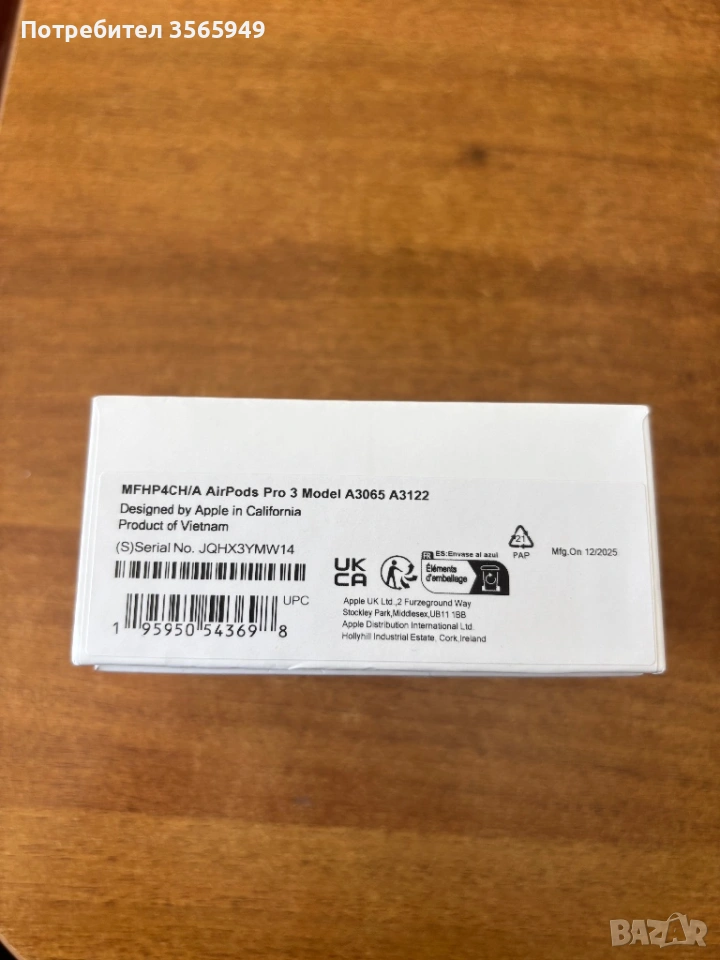 Потребител 3565949
MFHP4CH/A AirPods Pro 3 Model A3065 A3122
Designed by Apple in California
Product of Vietnam
(S)Serial No. JQHX3YMW14
UPC
1 95950 54369 8
UK
CA
FR ES:Envase al azul
Éléments
d'emballage
21
PAP
Mfg.On 12/2025
Apple UK Ltd.,2 Furzeground Way
Stockley Park,Middlesex,UB11 1BB
Apple Distribution International Ltd.
Hollyhill Industrial Estate, Cork,Ireland
BAZAR